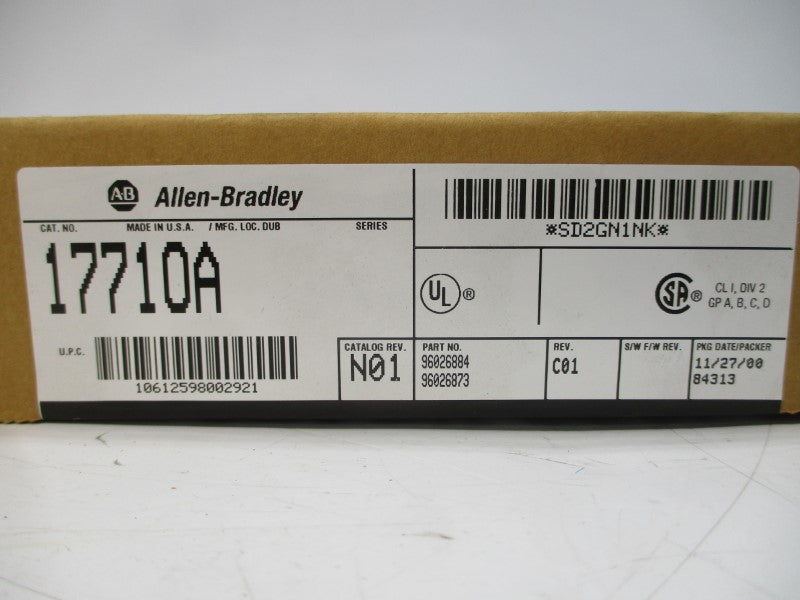 AB Allen-Bradley
CAT. NO. MADE IN U.S.A. / MFG. LOC. DUB SERIES
1771OA
U.P.C.
10612598002921
CATALOG REV.
N01
*SD2GN1NK*
UL ®
SA ® CL I, DIV 2
GP A, B, C, D
PART NO.
96026884
96026873
REV.
C01
S/W F/W REV.
PKG DATE/PACKER
11/27/00
84313